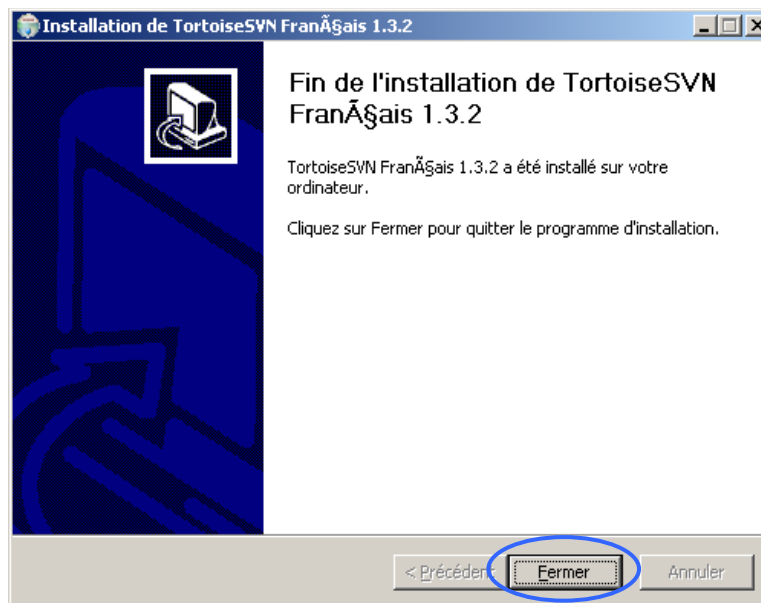 Installation de TortoiseSVN FranÃ§ais 1.3.2
Fin de l'installation de TortoiseSVN
FranÃ§ais 1.3.2
TortoiseSVN FranÃ§ais 1.3.2 a été installé sur votre
ordinateur.
Cliquez sur Fermer pour quitter le programme d'installation.
< Précédent
Fermer
Annuler